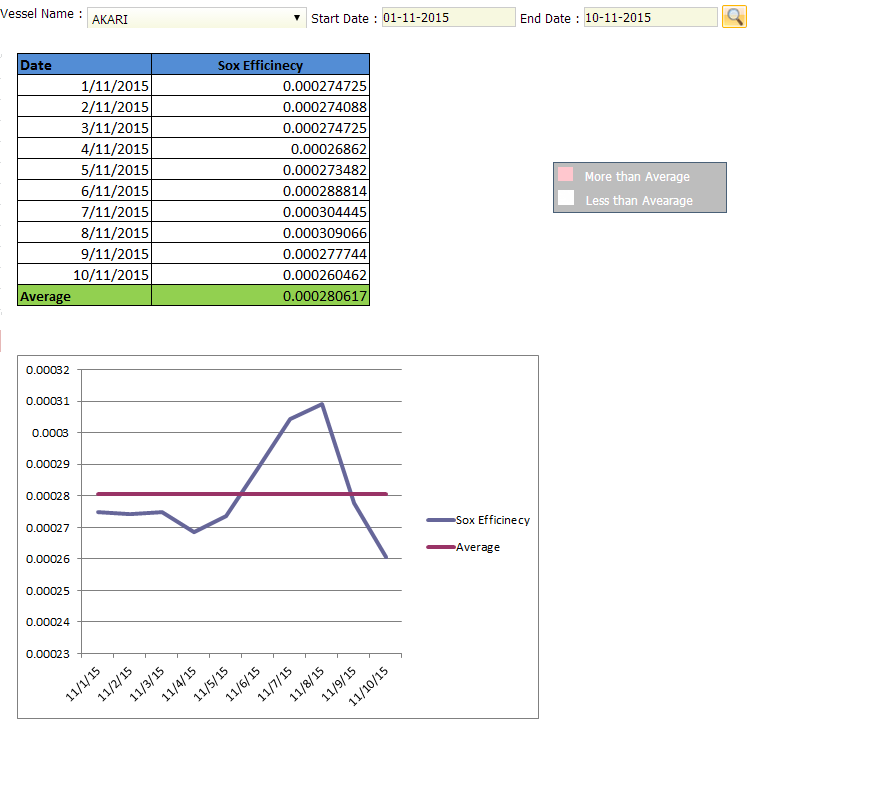 Vessel Name : AKARI Start Date : 01-11-2015 End Date : 10-11-2015
Date Sox Efficinecy
1/11/2015 0.000274725
2/11/2015 0.000274088
3/11/2015 0.000274725
4/11/2015 0.00026862
5/11/2015 0.000273482
6/11/2015 0.000288814
7/11/2015 0.000304445
8/11/2015 0.000309066
9/11/2015 0.000277744
10/11/2015 0.000260462
Average 0.000280617
More than Average
Less than Avearage
0.00032
0.00031
0.0003
0.00029
0.00028
0.00027
0.00026
0.00025
0.00024
0.00023
11/1/15 11/2/15 11/3/15 11/4/15 11/5/15 11/6/15 11/7/15 11/8/15 11/9/15 11/10/15
Sox Efficinecy
Average